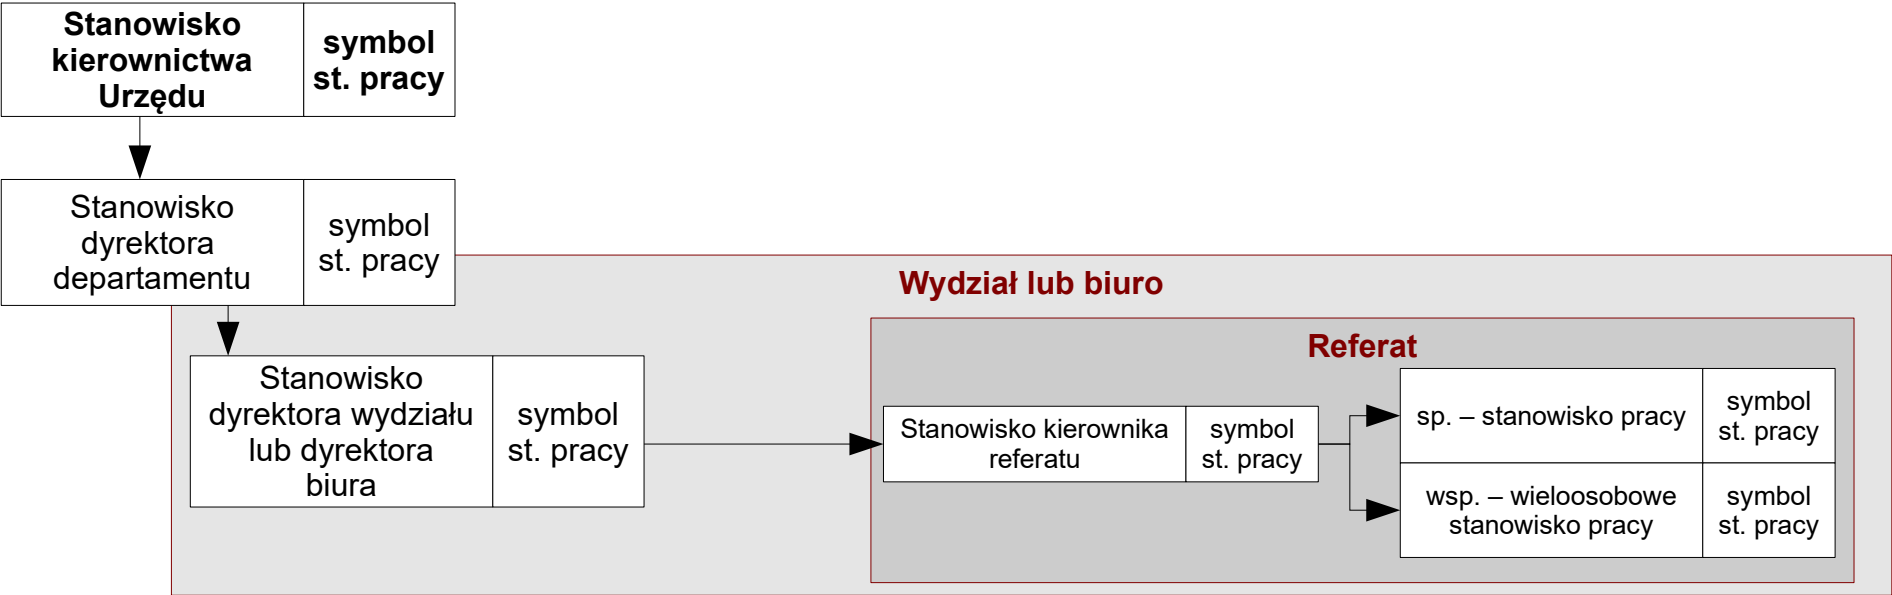 Stanowisko
kierownictwa
Urzędu
symbol
st. pracy
Stanowisko
dyrektora
departamentu
symbol
st. pracy
Wydział lub biuro
Stanowisko
dyrektora wydziału
lub dyrektora
biura
symbol
st. pracy
Referat
Stanowisko kierownika
referatu
symbol
st. pracy
sp. – stanowisko pracy
symbol
st. pracy
wsp. – wieloosobowe
stanowisko pracy
symbol
st. pracy